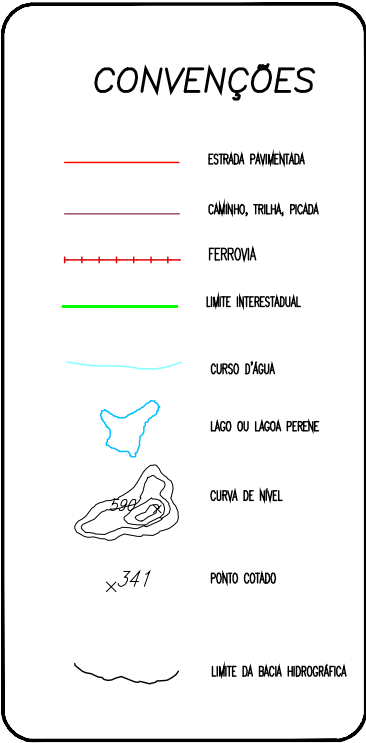 CONVENÇÕES
ESTRADA PAVIMENTADA
CAMINHO, TRILHA, PICADA
FERROVIA
LIMITE INTERESTADUAL
CURSO D'ÁGUA
LAGO OU LAGOA PERENE
590
CURVA DE NÍVEL
341
PONTO COTADO
LIMITE DA BACIA HIDROGRÁFICA